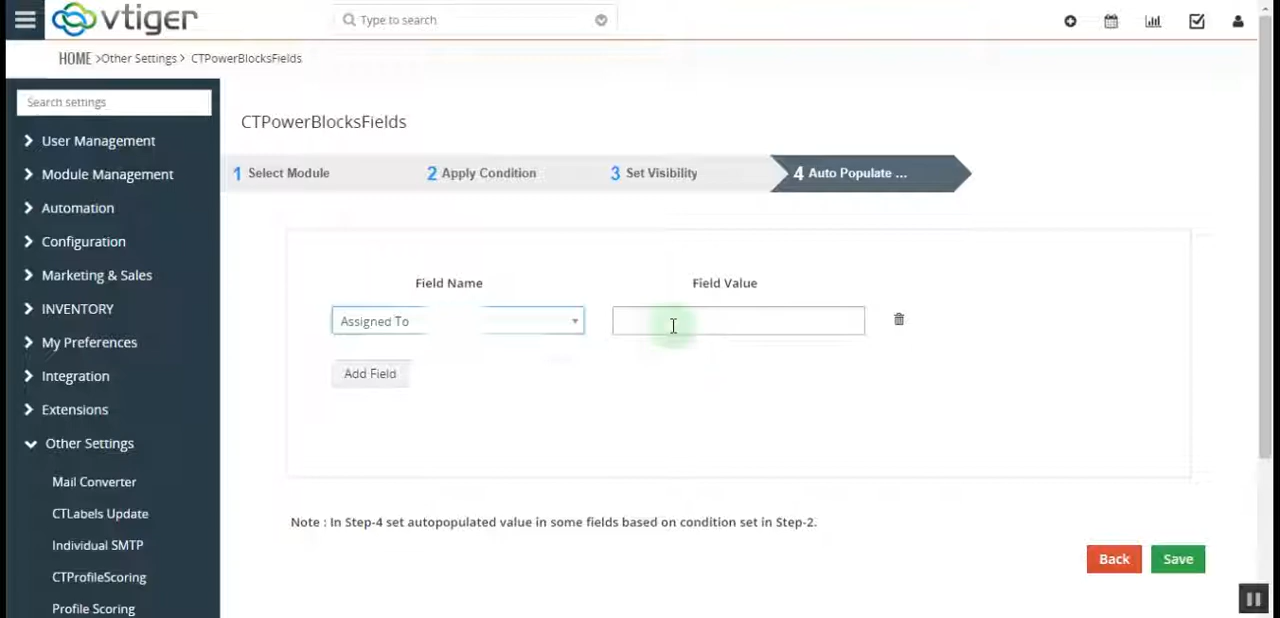 vtiger
Type to search
HOME >Other Settings > CTPowerBlocksFields
Search settings
User Management
Module Management
Automation
Configuration
Marketing & Sales
INVENTORY
My Preferences
Integration
Extensions
Other Settings
Mail Converter
CTLabels Update
Individual SMTP
CTProfileScoring
Profile Scoring
CTPowerBlocksFields
1 Select Module
2 Apply Condition
3 Set Visibility
4 Auto Populate ...
Field Name
Field Value
Assigned To
Add Field
Note : In Step-4 set autopopulated value in some fields based on condition set in Step-2.
Back
Save